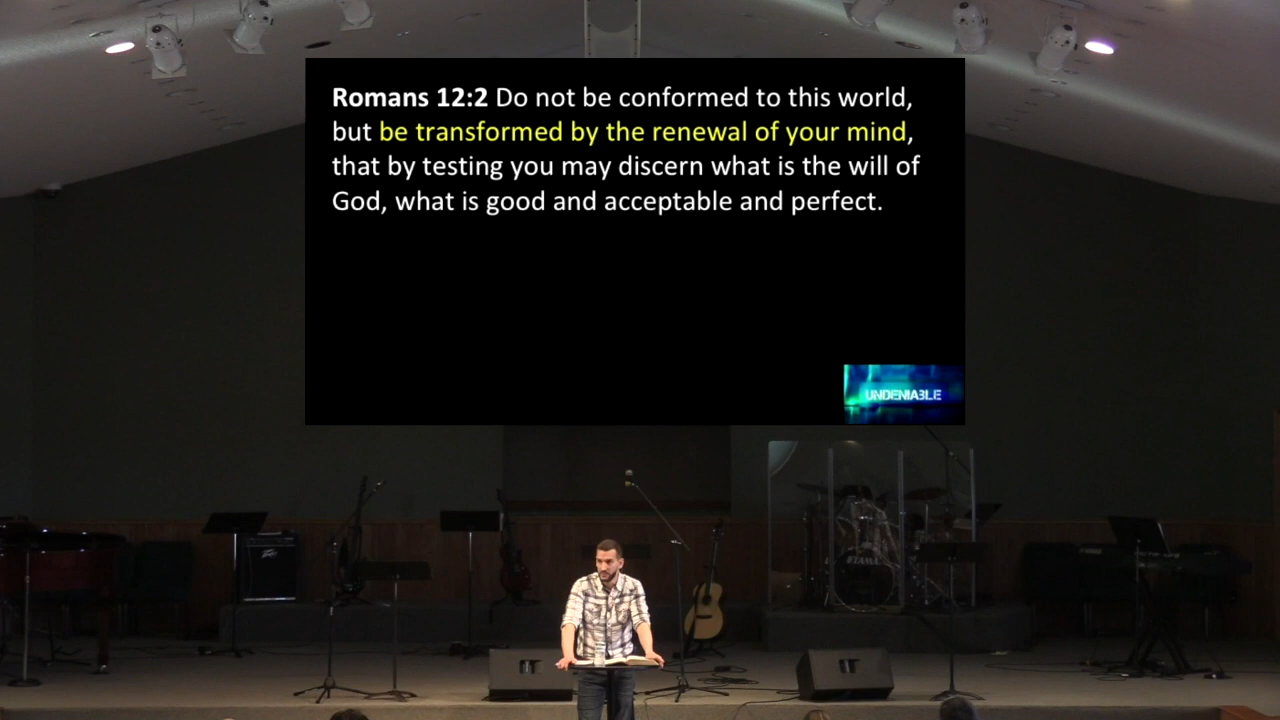 Romans 12:2 Do not be conformed to this world,
but be transformed by the renewal of your mind,
that by testing you may discern what is the will of
God, what is good and acceptable and perfect.
UNDENIABLE
PEAVEY
TAMA